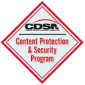 CDSA
Content Protection
& Security
Program